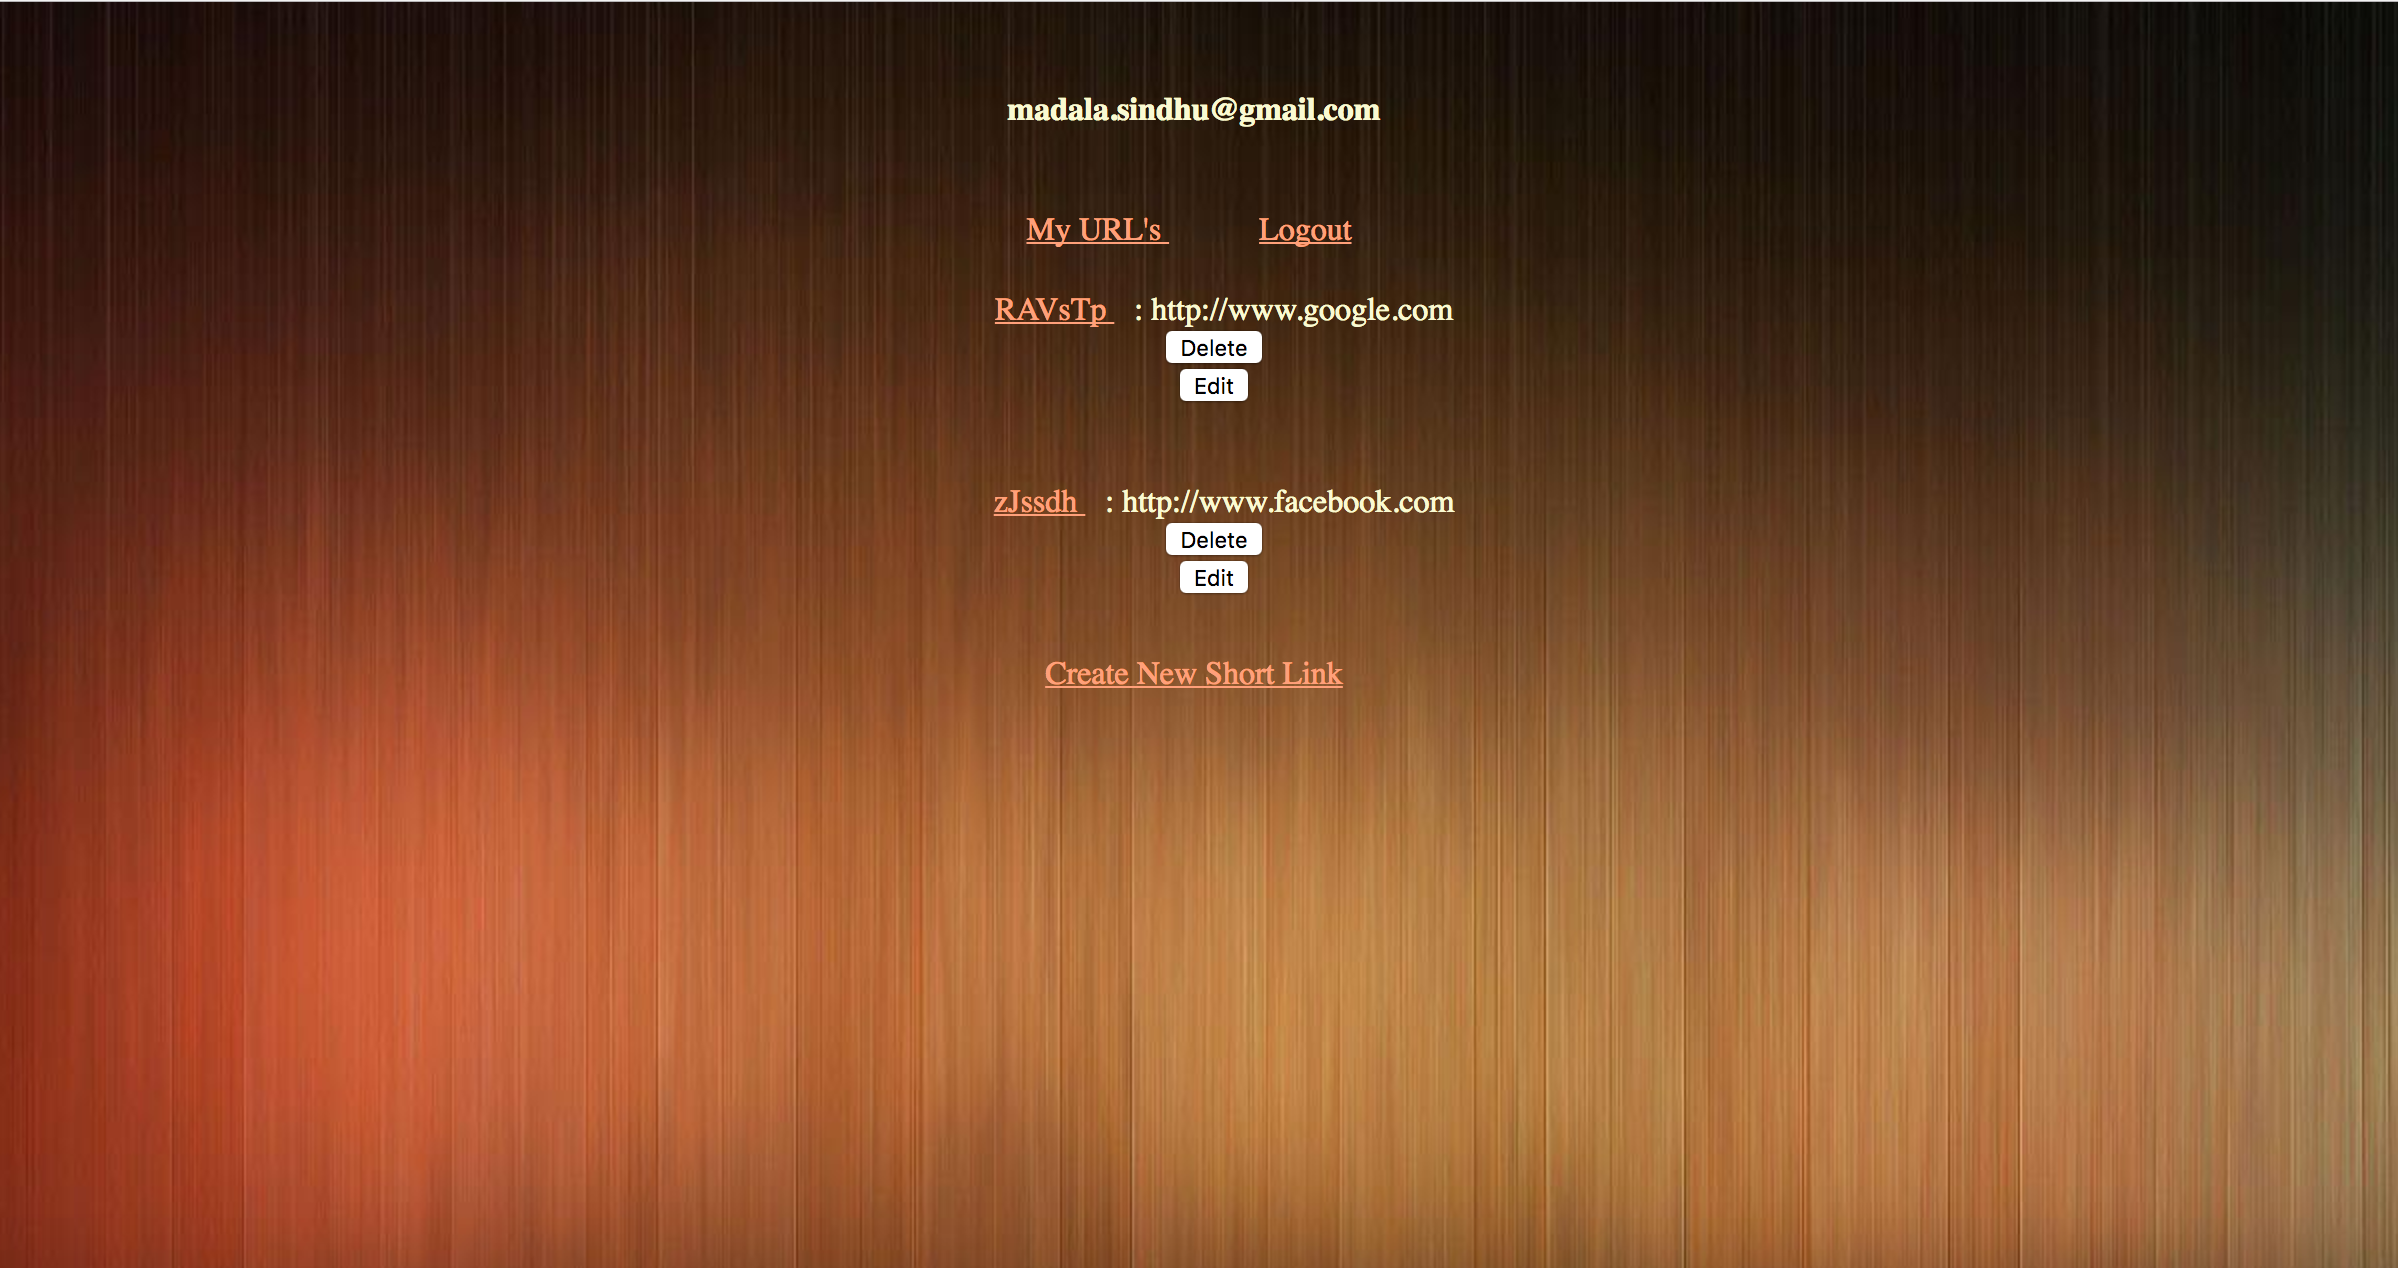 madala.sindhu@gmail.com
My URL's Logout
RAVsTp : http://www.google.com
Delete
Edit
zJssdh : http://www.facebook.com
Delete
Edit
Create New Short Link